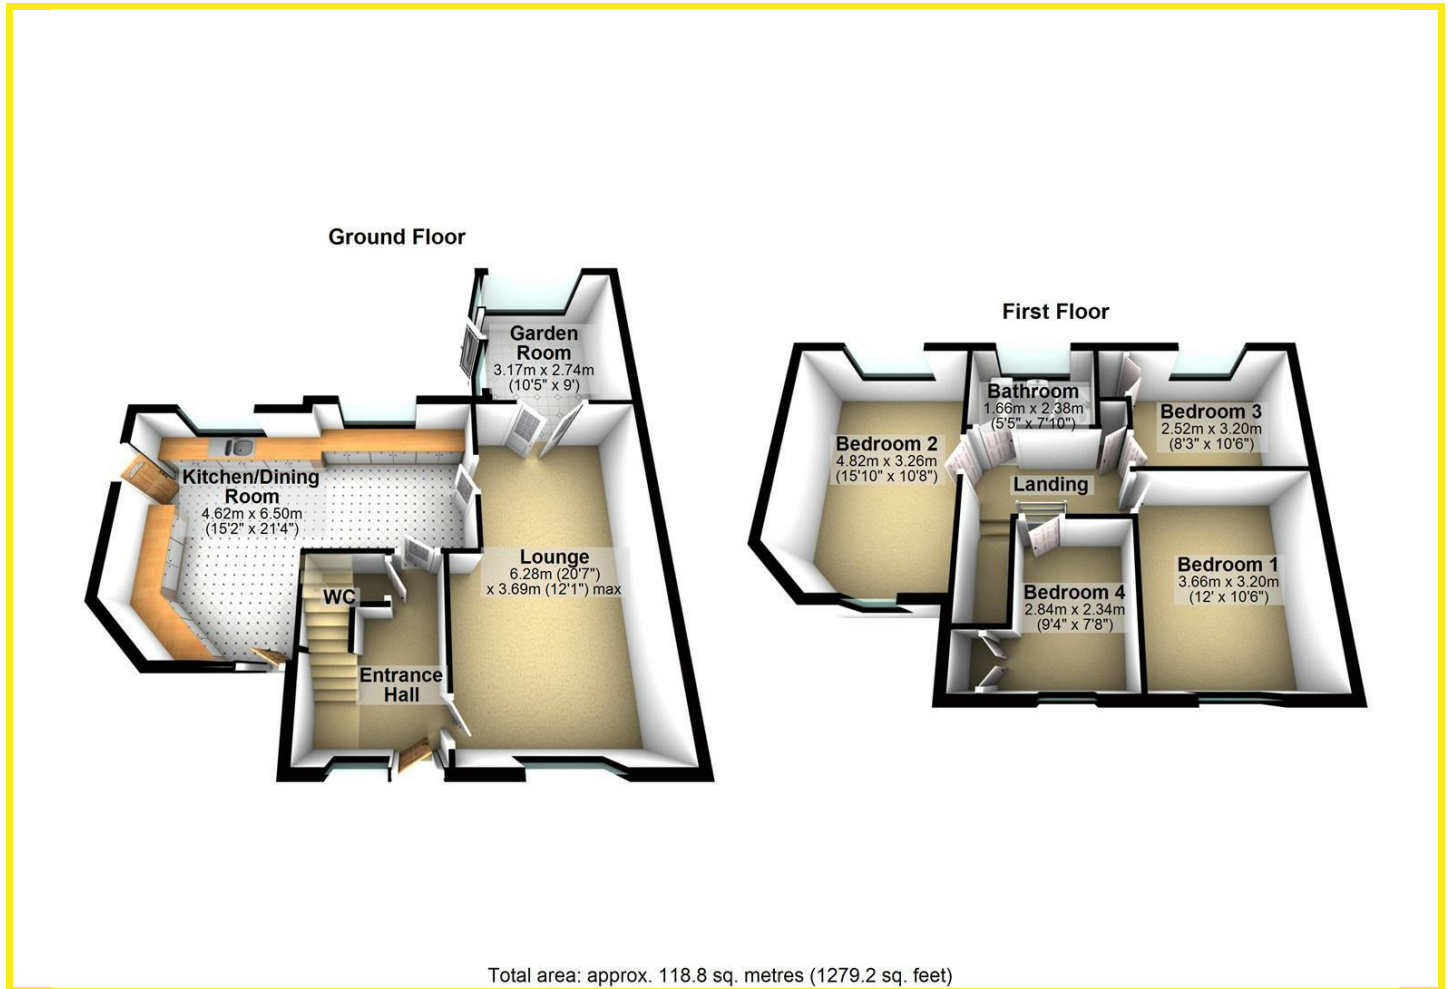 Ground Floor
Garden
Room
3.17m x 2.74m
(10'5" x 9')
Kitchen/Dining
Room
4.62m x 6.50m
(15'2" x 21'4")
Lounge
6.28m (20'7")
x 3.69m (12'1") max
WC
Entrance
Hall
First Floor
Bathroom
1.66m x 2.38m
(5'5" x 7'10")
Bedroom 3
2.52m x 3.20m
(8'3" x 10'6")
Bedroom 2
4.82m x 3.26m
(15'10" x 10'8")
Landing
Bedroom 1
3.66m x 3.20m
(12' x 10'6")
Bedroom 4
2.84m x 2.34m
(9'4" x 7'8")
Total area: approx. 118.8 sq. metres (1279.2 sq. feet)